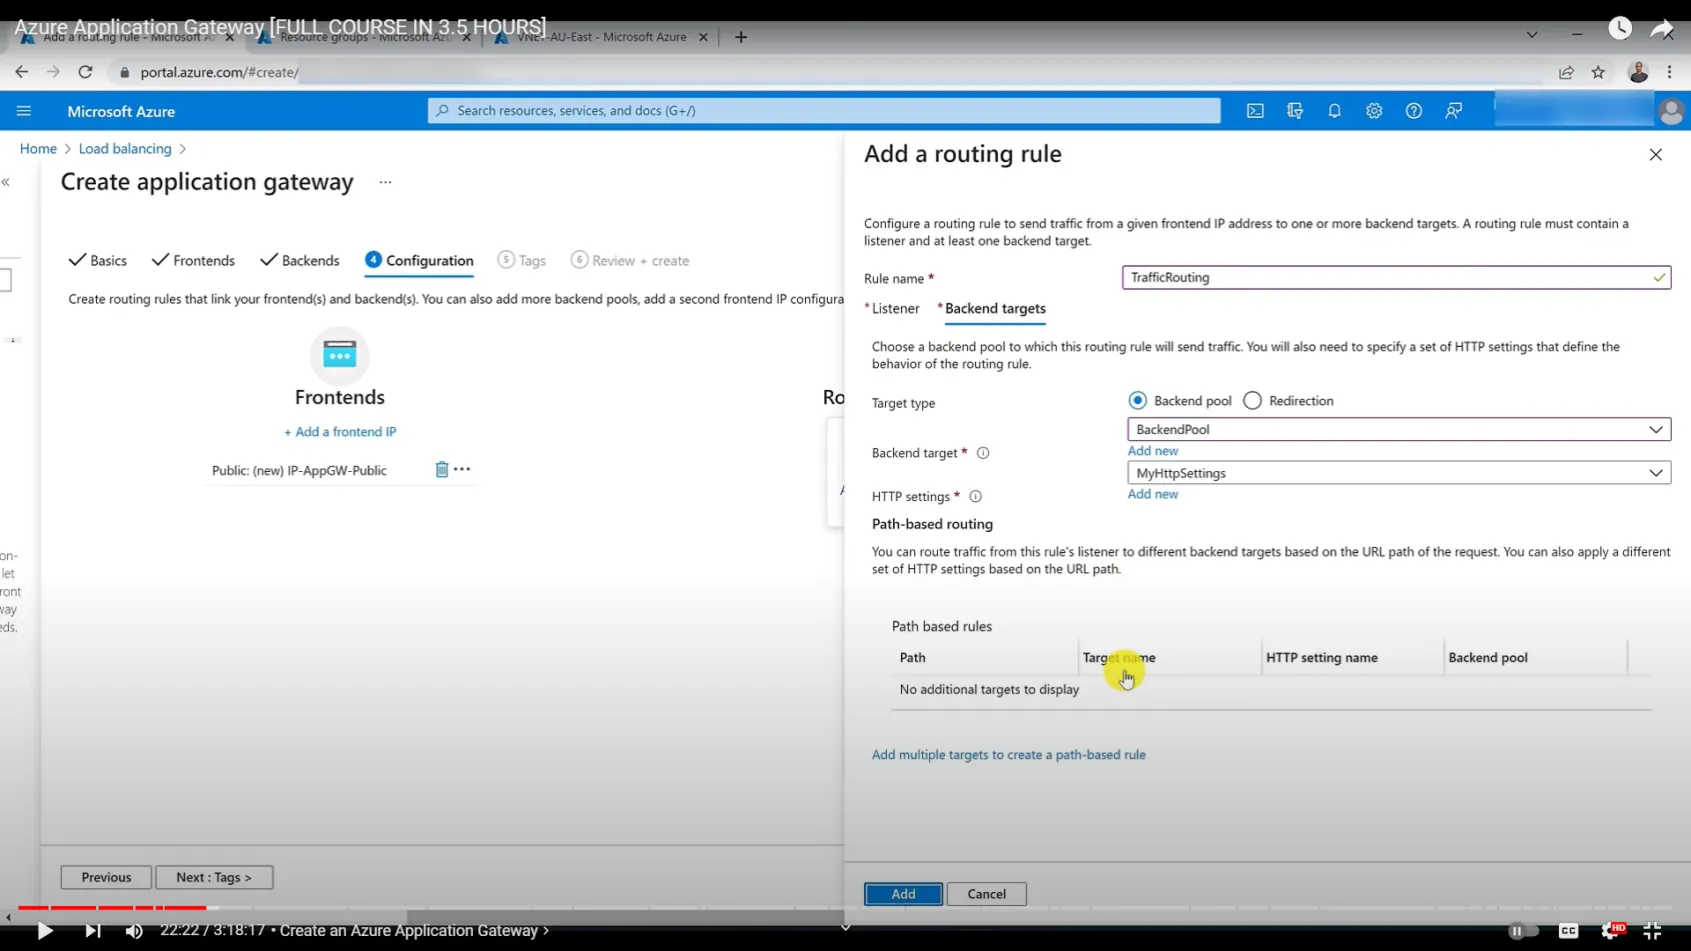 Azure Application Gateway [FULL COURSE IN 3.5 HOURS]
Add a routing rule - Microsoft A
Resource groups - Microsoft Azu
VNET-AU-East - Microsoft Azure
portal.azure.com/#create/
Microsoft Azure
Search resources, services, and docs (G+/)
Home > Load balancing >
Create application gateway ...
Basics
Frontends
Backends
4 Configuration
5 Tags
6 Review + create
Create routing rules that link your frontend(s) and backend(s). You can also add more backend pools, add a second frontend IP configura
Frontends
+ Add a frontend IP
Public: (new) IP-AppGW-Public
Ro
A
on-
let
ront
way
eds.
Previous
Next : Tags >
Add a routing rule
Configure a routing rule to send traffic from a given frontend IP address to one or more backend targets. A routing rule must contain a
listener and at least one backend target.
Rule name *
TrafficRouting
* Listener
* Backend targets
Choose a backend pool to which this routing rule will send traffic. You will also need to specify a set of HTTP settings that define the
behavior of the routing rule.
Target type
Backend pool
Redirection
BackendPool
Backend target *
Add new
MyHttpSettings
HTTP settings *
Add new
Path-based routing
You can route traffic from this rule's listener to different backend targets based on the URL path of the request. You can also apply a different
set of HTTP settings based on the URL path.
Path based rules
Path
Target name
HTTP setting name
Backend pool
No additional targets to display
Add multiple targets to create a path-based rule
Add
Cancel
22:22 / 3:18:17 • Create an Azure Application Gateway >
CC
HD